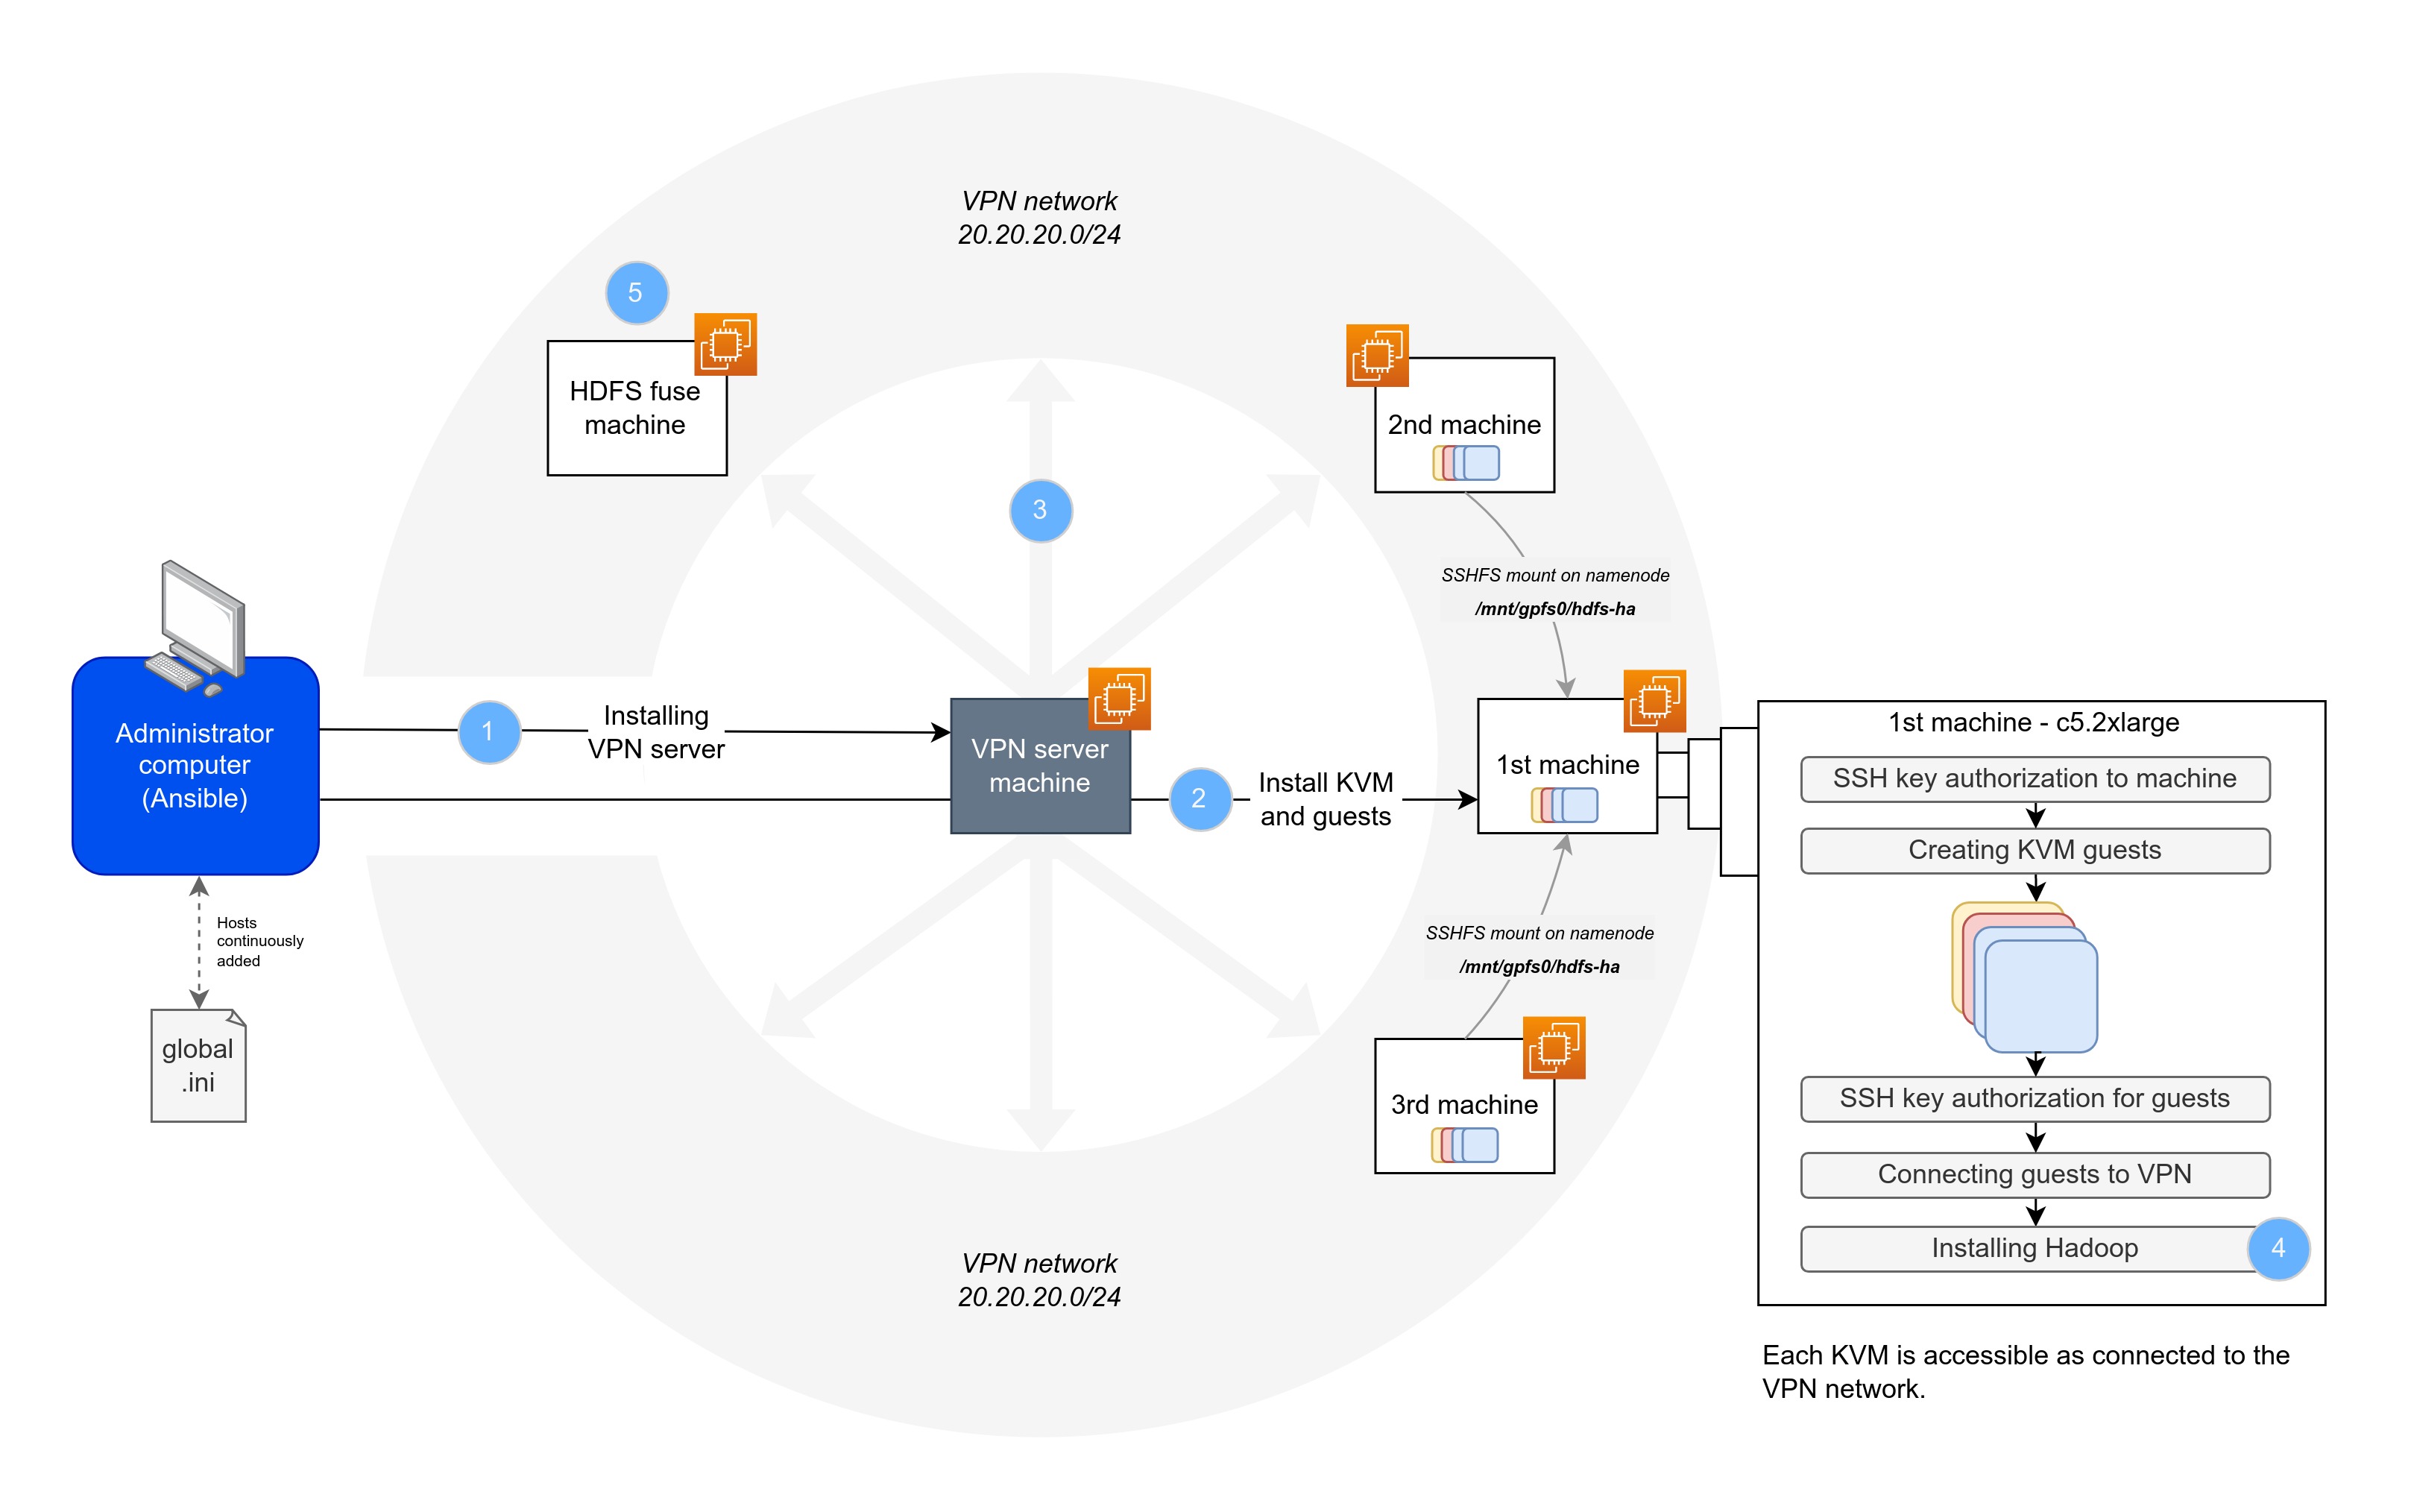 VPN network
20.20.20.0/24
5
HDFS fuse
machine
2nd machine
3
SSHFS mount on namenode
/mnt/gpfs0/hdfs-ha
Administrator
computer
(Ansible)
1
Installing
VPN server
VPN server
machine
2
Install KVM
and guests
1st machine
Hosts
continuously
added
global
.ini
SSHFS mount on namenode
/mnt/gpfs0/hdfs-ha
3rd machine
VPN network
20.20.20.0/24
1st machine - c5.2xlarge
SSH key authorization to machine
Creating KVM guests
SSH key authorization for guests
Connecting guests to VPN
Installing Hadoop
4
Each KVM is accessible as connected to the
VPN network.